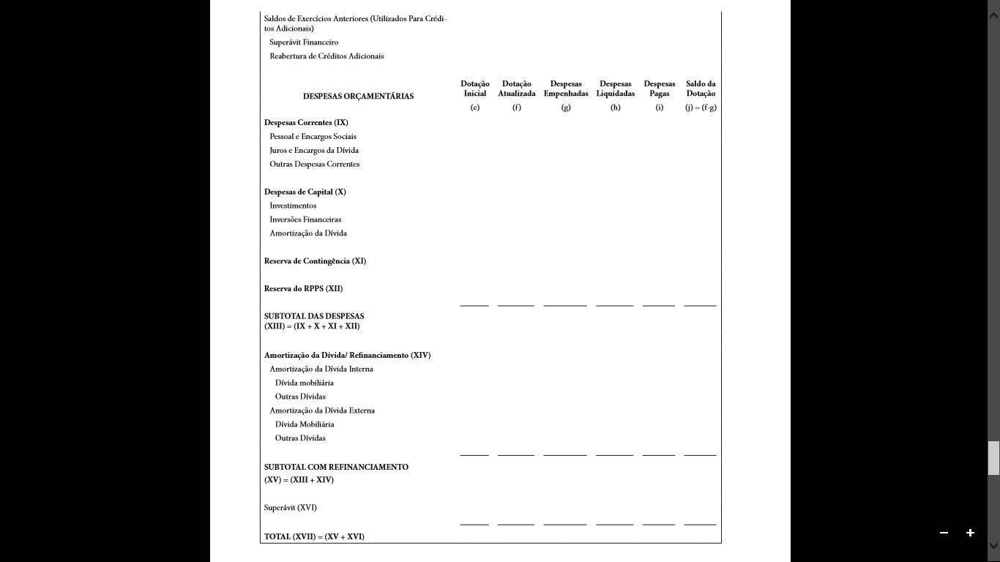 Saldos de Exercícios Anteriores (Utilizados Para Crédi-
tos Adicionais)
Superávit Financeiro
Reabertura de Créditos Adicionais
DESPESAS ORÇAMENTÁRIAS
Dotação Inicial
Dotação Atualizada
Despesas Empenhadas
Despesas Liquidadas
Despesas Pagas
Saldo da Dotação
(e) (f) (g) (h) (i) (j) = (f-g)
Despesas Correntes (IX)
Pessoal e Encargos Sociais
Juros e Encargos da Dívida
Outras Despesas Correntes
Despesas de Capital (X)
Investimentos
Inversões Financeiras
Amortização da Dívida
Reserva de Contingência (XI)
Reserva do RPPS (XII)
SUBTOTAL DAS DESPESAS
(XIII) = (IX + X + XI + XII)
Amortização da Dívida/ Refinanciamento (XIV)
Amortização da Dívida Interna
Dívida mobiliária
Outras Dívidas
Amortização da Dívida Externa
Dívida Mobiliária
Outras Dívidas
SUBTOTAL COM REFINANCIAMENTO
(XV) = (XIII + XIV)
Superávit (XVI)
TOTAL (XVII) = (XV + XVI)